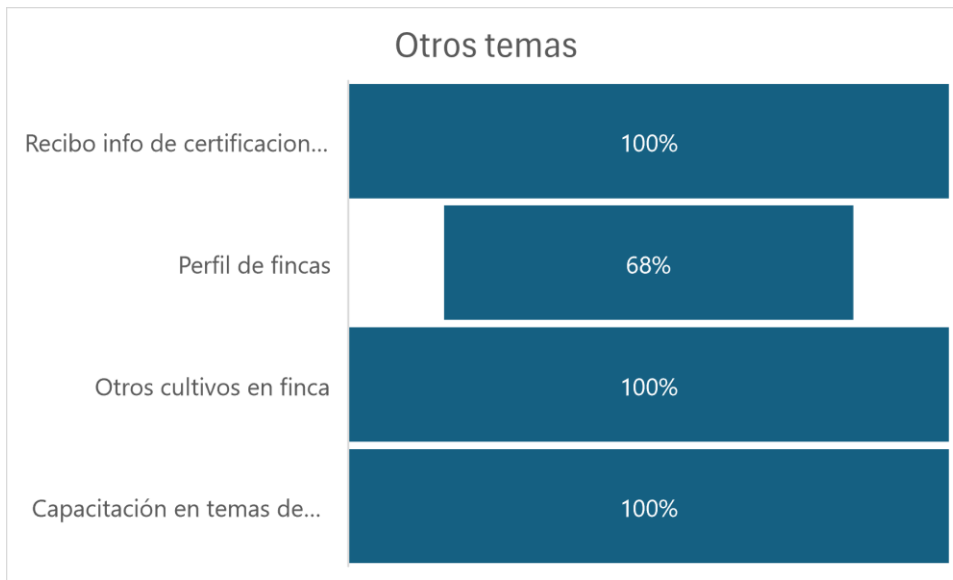 Otros temas
Recibo info de certificacion...
100%
Perfil de fincas
68%
Otros cultivos en finca
100%
Capacitación en temas de...
100%